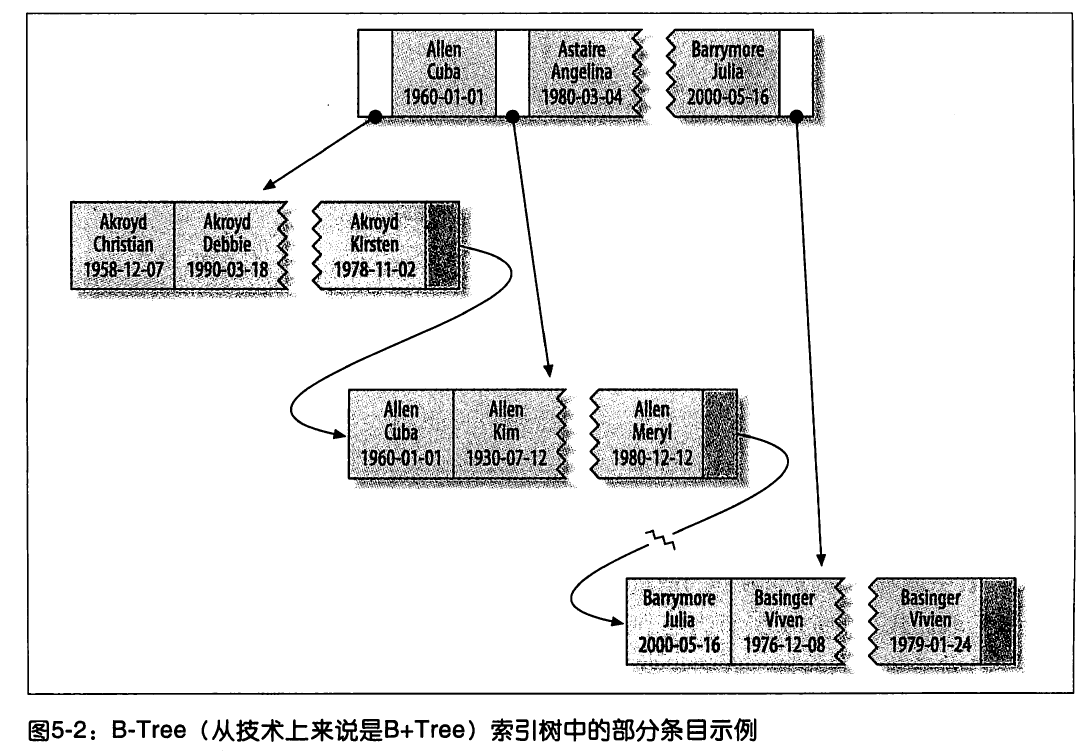 Allen
Cuba
1960-01-01
Astaire
Angelina
1980-03-04
Barrymore
Julia
2000-05-16
Akroyd
Christian
1958-12-07
Akroyd
Debbie
1990-03-18
Akroyd
Kirsten
1978-11-02
Allen
Cuba
1960-01-01
Allen
Kim
1930-07-12
Allen
Meryl
1980-12-12
Barrymore
Julia
2000-05-16
Basinger
Viven
1976-12-08
Basinger
Vivien
1979-01-24
图5-2：B-Tree（从技术上来说是B+Tree）索引树中的部分条目示例